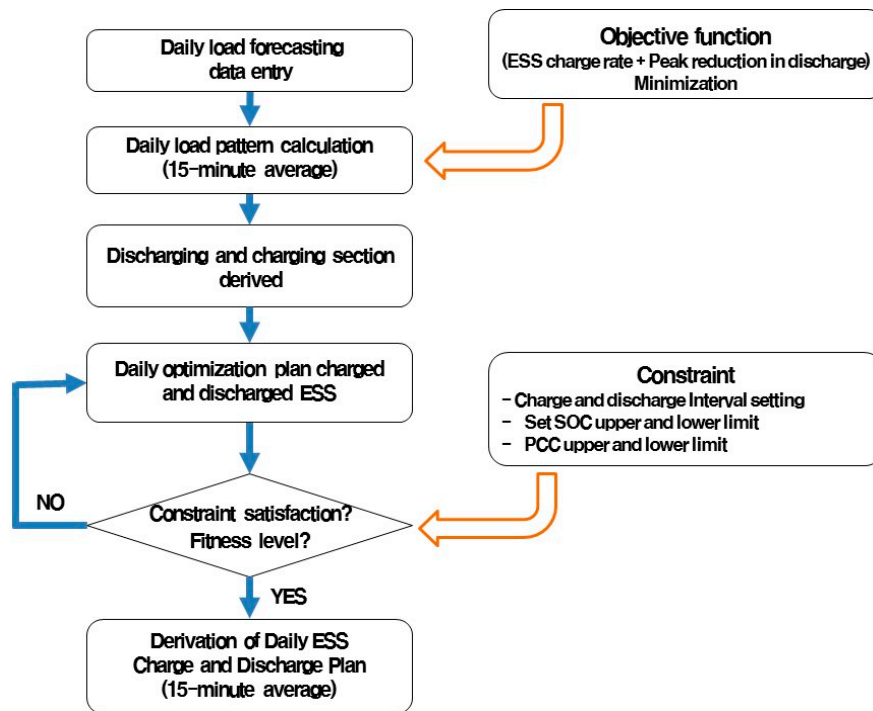 Daily load forecasting
data entry
Objective function
(ESS charge rate + Peak reduction in discharge)
Minimization
Daily load pattern calculation
(15-minute average)
Discharging and charging section
derived
Daily optimization plan charged
and discharged ESS
Constraint
- Charge and discharge Interval setting
- Set SOC upper and lower limit
- PCC upper and lower limit
NO
Constraint satisfaction?
Fitness level?
YES
Derivation of Daily ESS
Charge and Discharge Plan
(15-minute average)